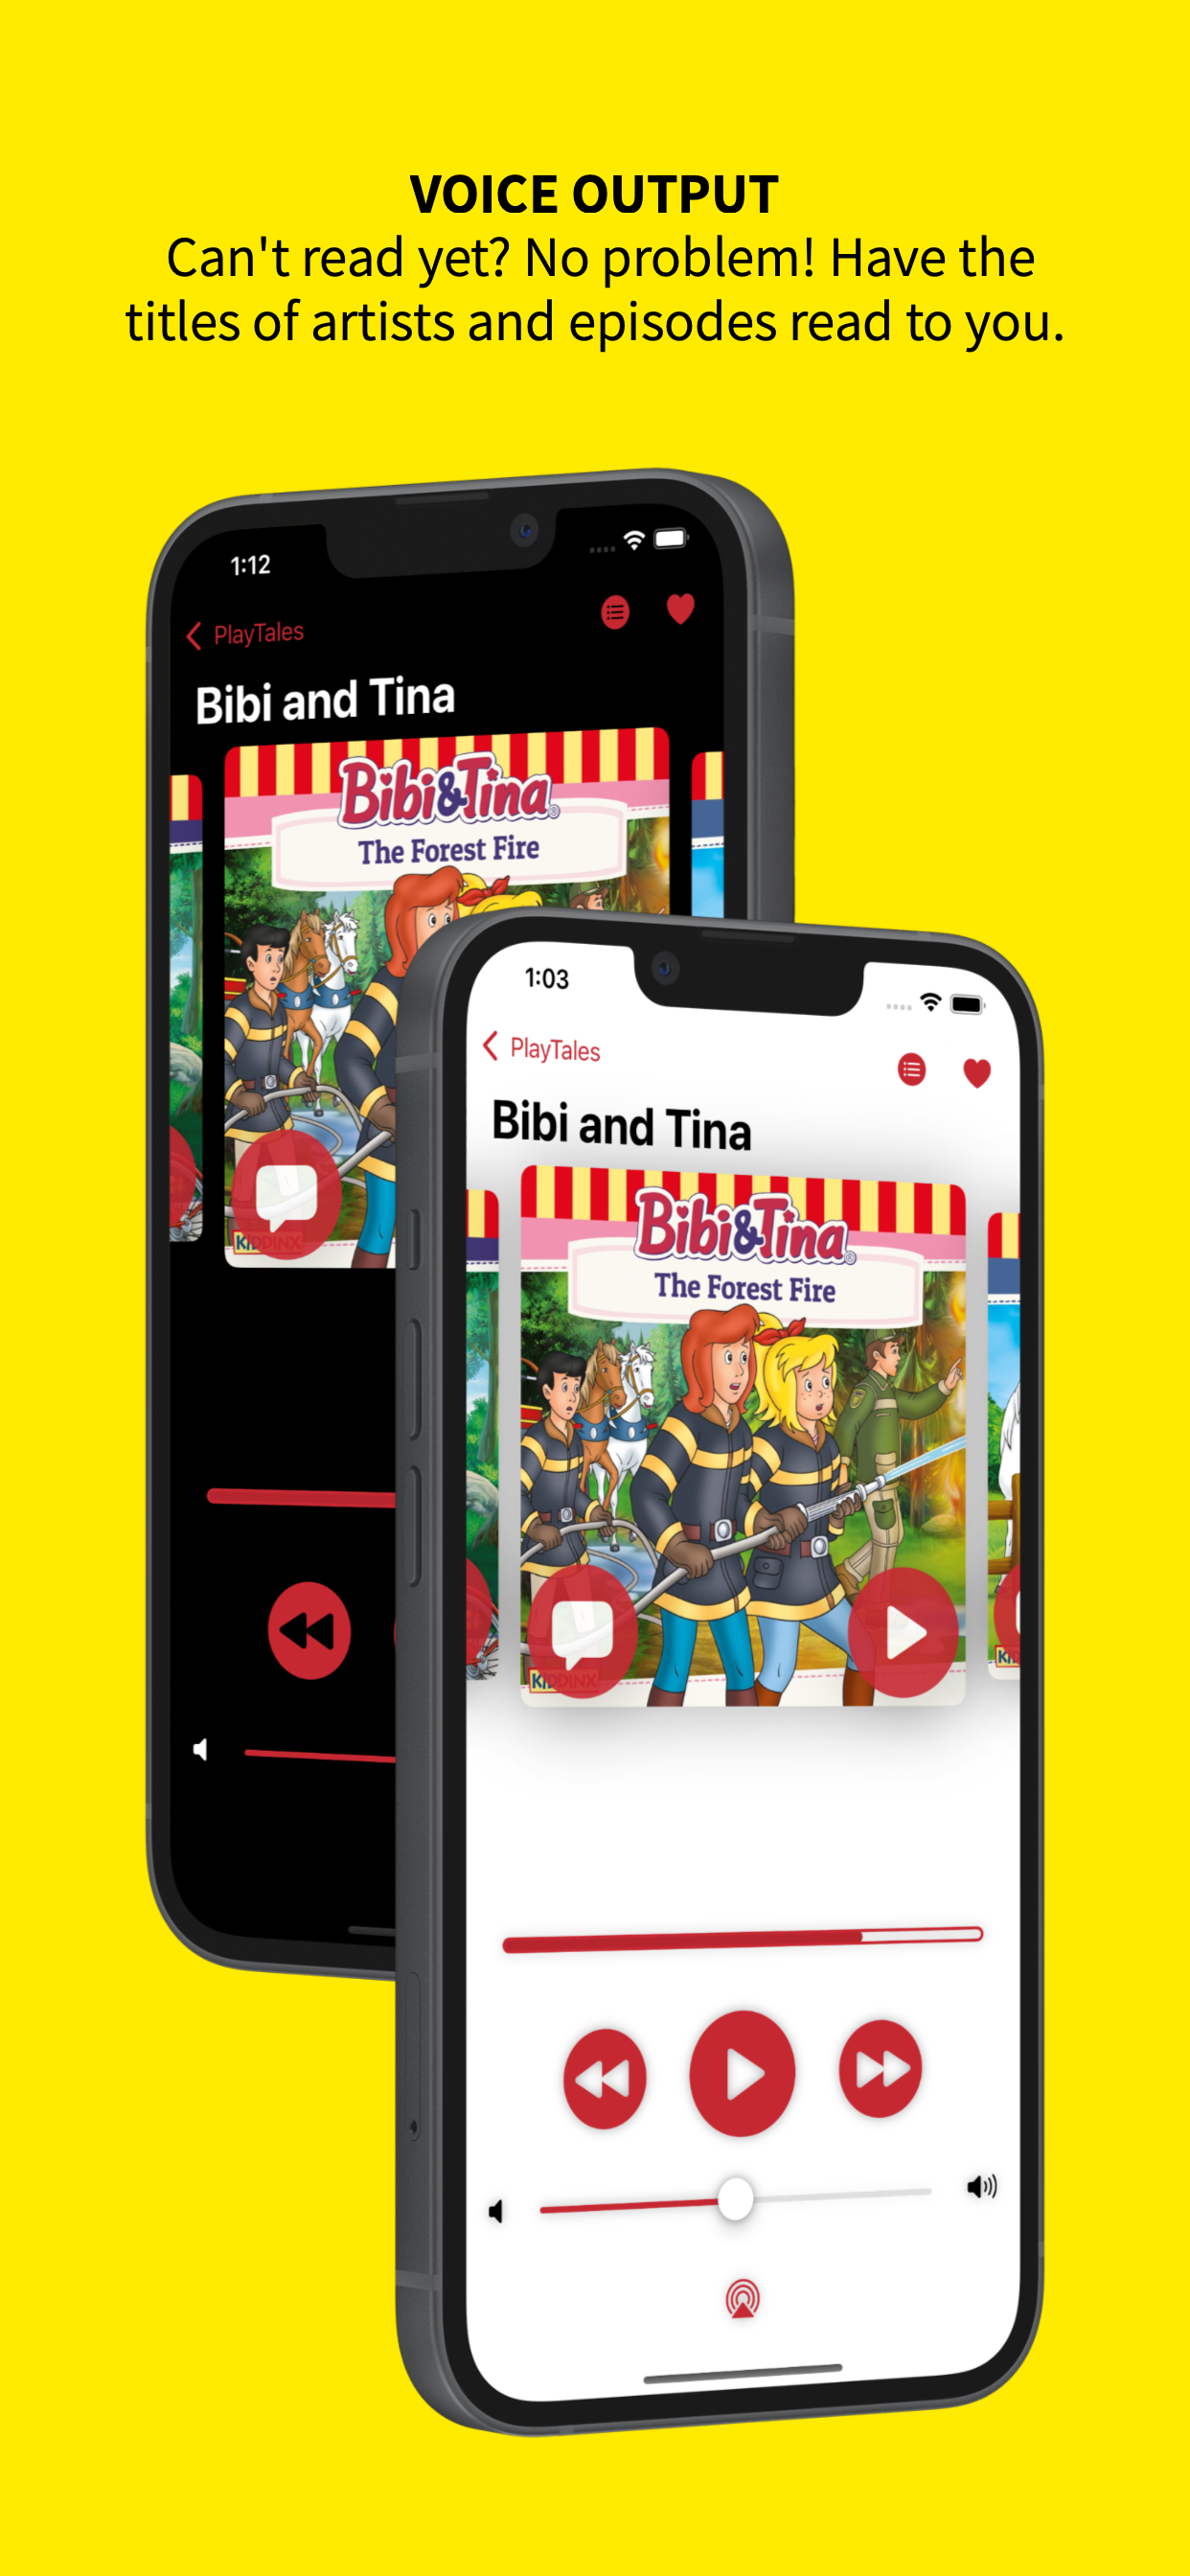 VOICE OUTPUT
Can't read yet? No problem! Have the
titles of artists and episodes read to you.
1:12
PlayTales
Bibi and Tina
Bibi&Tina®
The Forest Fire
KIDDINX
1:03
PlayTales
Bibi and Tina
Bibi&Tina®
The Forest Fire
KIDDINX